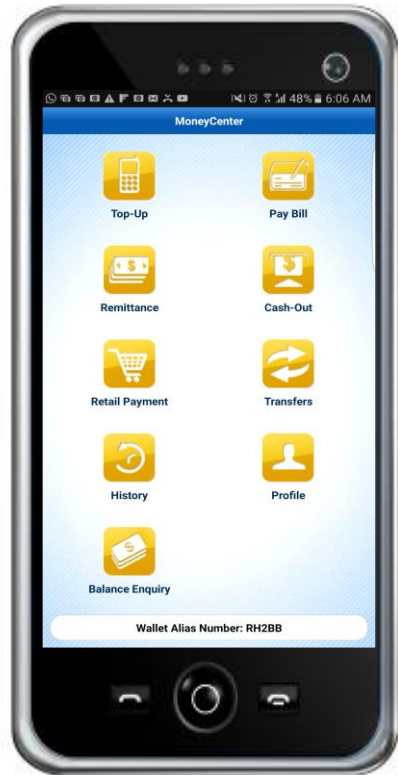 48% 6:06 AM
MoneyCenter
Top-Up Pay Bill
Remittance Cash-Out
Retail Payment Transfers
History Profile
Balance Enquiry
Wallet Alias Number: RH2BB